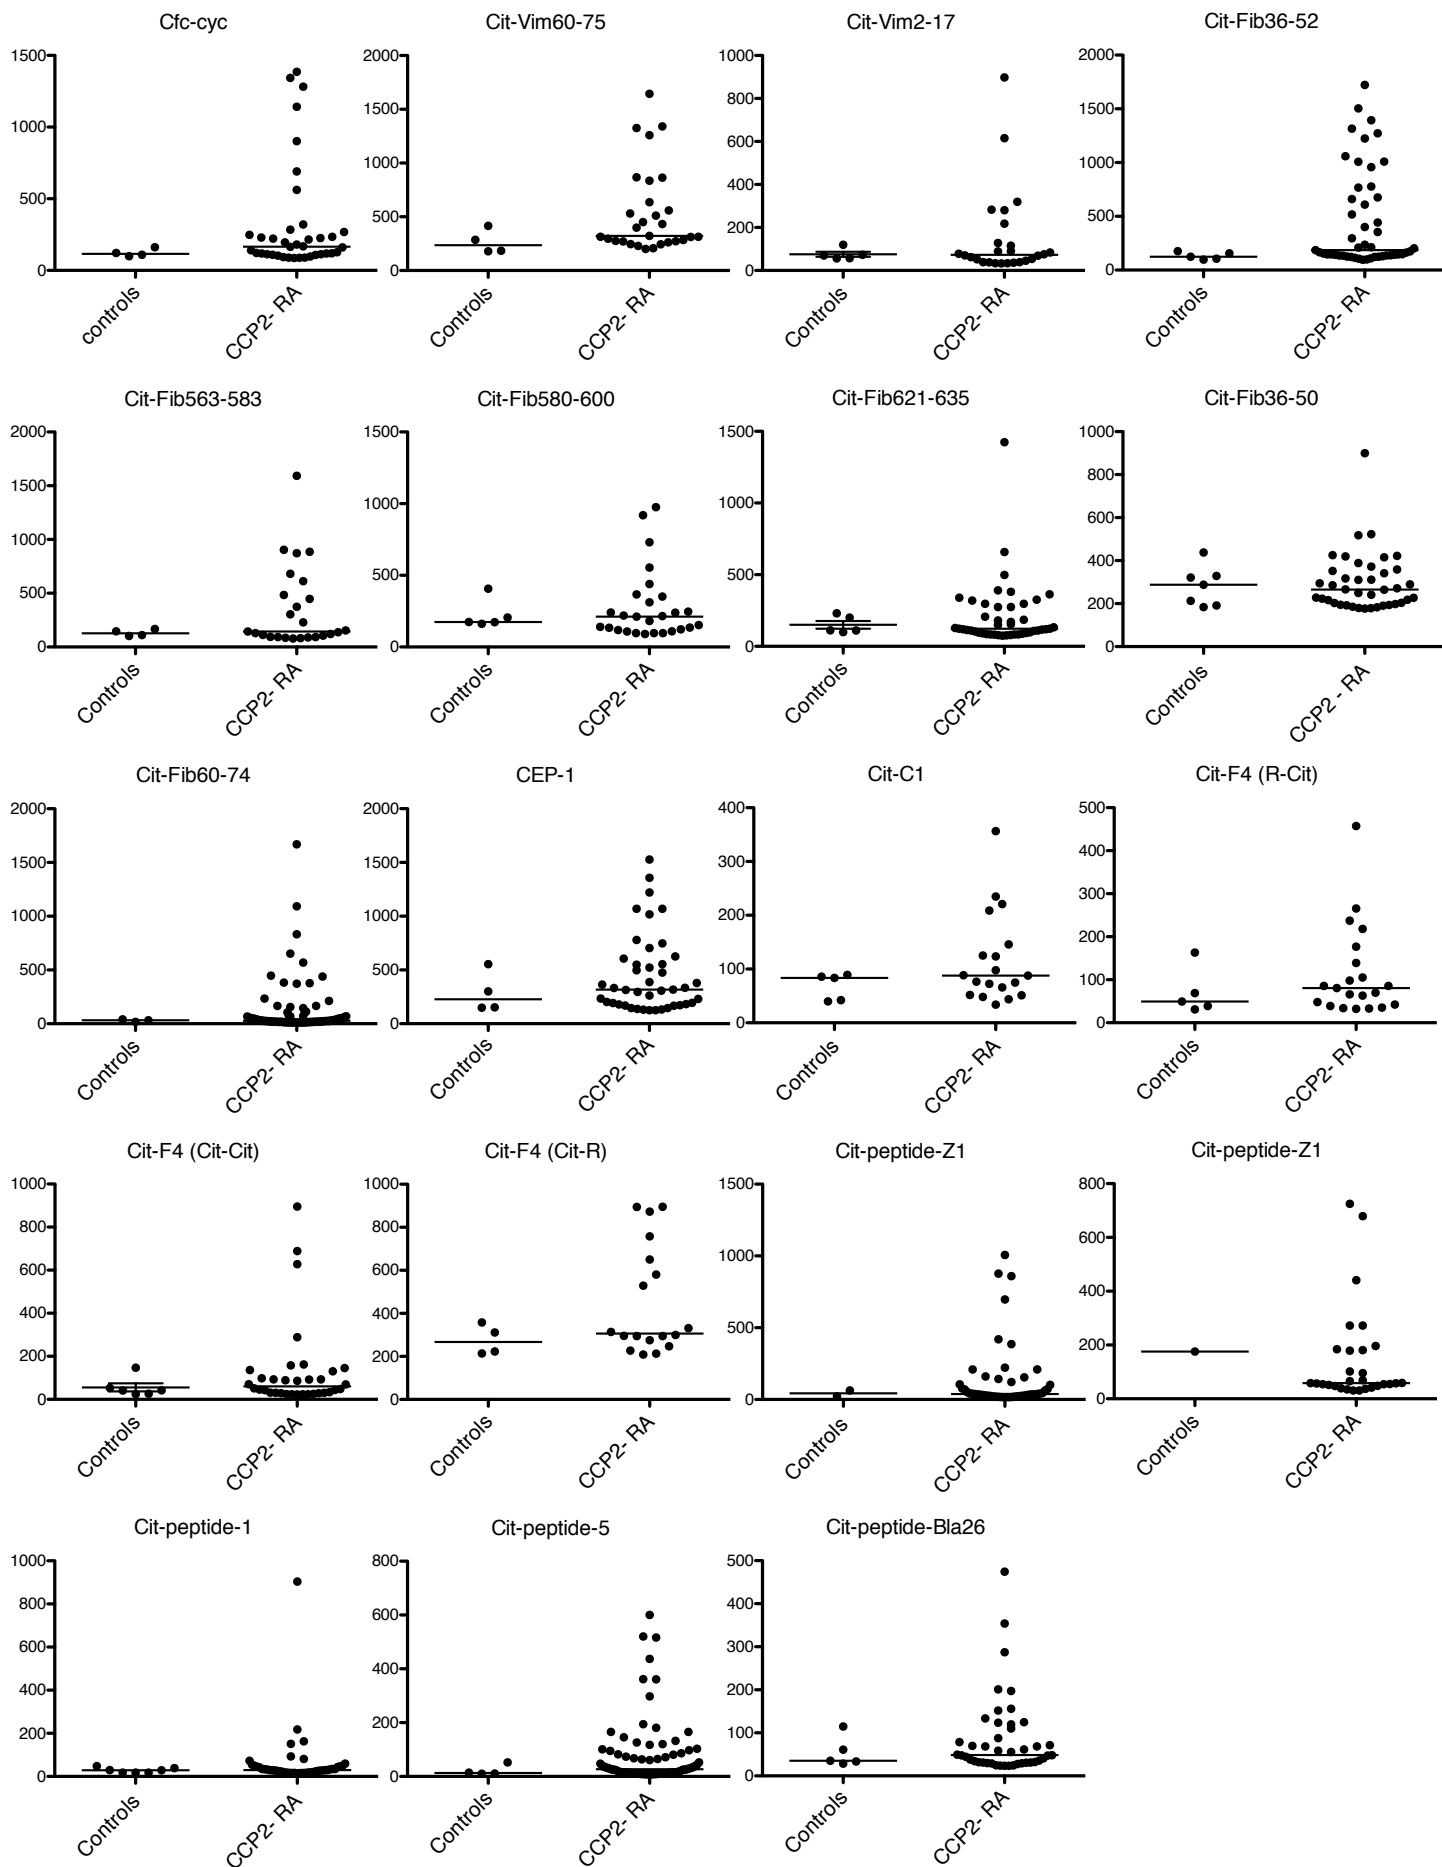 Cfc-cyc
1500
1000
500
0
controls
CCP2- RA
Cit-Vim60-75
2000
1500
1000
500
0
Controls
CCP2- RA
Cit-Vim2-17
1000
800
600
400
200
0
Controls
CCP2- RA
Cit-Fib36-52
2000
1500
1000
500
0
Controls
CCP2- RA
Cit-Fib563-583
2000
1500
1000
500
0
Controls
CCP2- RA
Cit-Fib580-600
1500
1000
500
0
Controls
CCP2- RA
Cit-Fib621-635
1500
1000
500
0
Controls
CCP2- RA
Cit-Fib36-50
1000
800
600
400
200
0
Controls
CCP2 - RA
Cit-Fib60-74
2000
1500
1000
500
0
Controls
CCP2- RA
CEP-1
2000
1500
1000
500
0
Controls
CCP2- RA
Cit-C1
400
300
200
100
0
Controls
CCP2- RA
Cit-F4 (R-Cit)
500
400
300
200
100
0
Controls
CCP2- RA
Cit-F4 (Cit-Cit)
1000
800
600
400
200
0
Controls
CCP2- RA
Cit-F4 (Cit-R)
1000
800
600
400
200
0
Controls
CCP2- RA
Cit-peptide-Z1
1500
1000
500
0
Controls
CCP2- RA
Cit-peptide-Z1
800
600
400
200
0
Controls
CCP2- RA
Cit-peptide-1
1000
800
600
400
200
0
Controls
CCP2- RA
Cit-peptide-5
800
600
400
200
0
Controls
CCP2- RA
Cit-peptide-Bla26
500
400
300
200
100
0
Controls
CCP2- RA